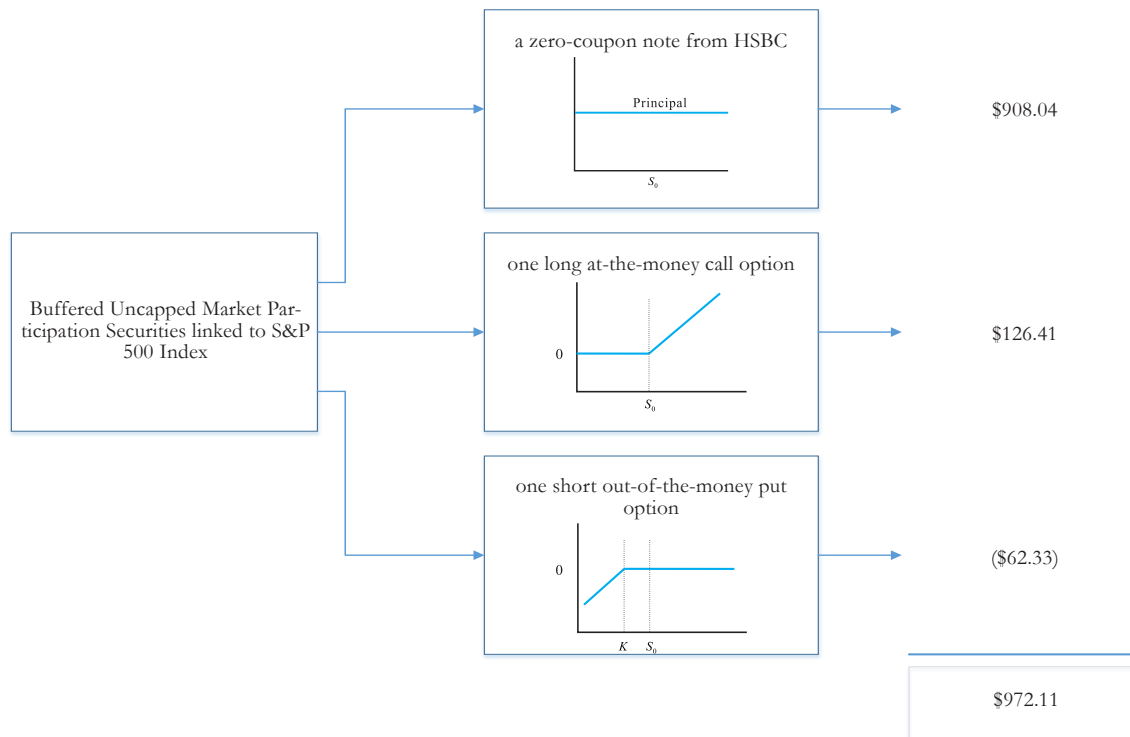 a zero-coupon note from HSBC
Principal
S₀
$908.04
Buffered Uncapped Market Par-
ticipation Securities linked to S&P
500 Index
one long at-the-money call option
0
S₀
$126.41
one short out-of-the-money put
option
0
K S₀
($62.33)
$972.11